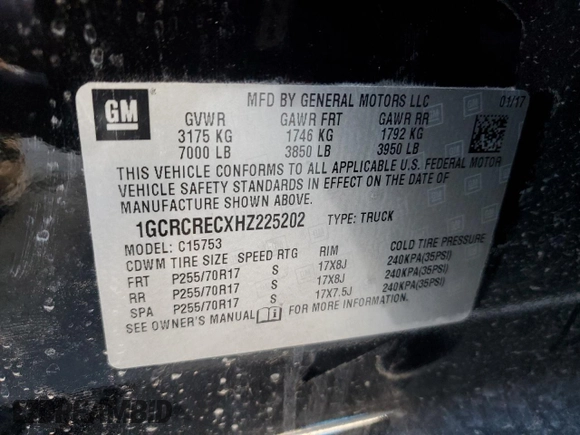 GM
MFD BY GENERAL MOTORS LLC 01/17
GVWR GAWR FRT GAWR RR
3175 KG 1746 KG 1792 KG
7000 LB 3850 LB 3950 LB
THIS VEHICLE CONFORMS TO ALL APPLICABLE U.S. FEDERAL MOTOR
VEHICLE SAFETY STANDARDS IN EFFECT ON THE DATE OF
MANUFACTURE SHOWN ABOVE.
1GCRCRECXHZ225202 TYPE: TRUCK
MODEL: C15753
CDWM TIRE SIZE SPEED RTG RIM COLD TIRE PRESSURE
FRT P255/70R17 S 17X8J 240KPA(35PSI)
RR P255/70R17 S 17X8J 240KPA(35PSI)
SPA P255/70R17 S 17X7.5J 240KPA(35PSI)
SEE OWNER'S MANUAL FOR MORE INFORMATION.